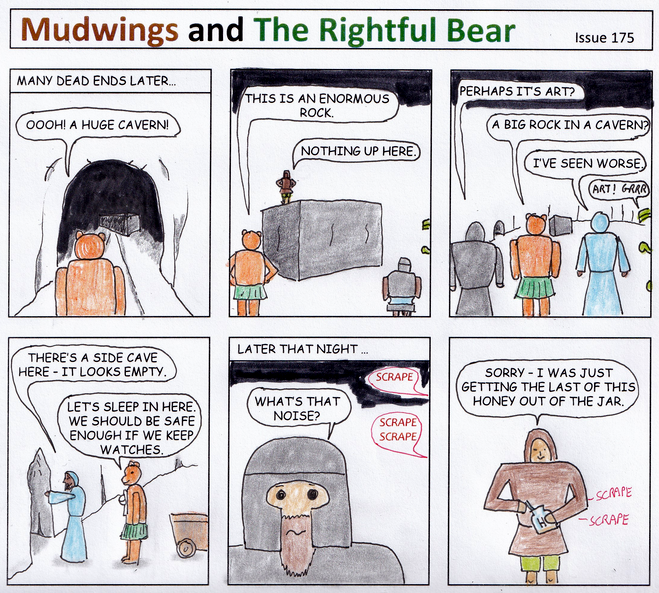 Mudwings and The Rightful Bear
Issue 175
MANY DEAD ENDS LATER...
OOOH! A HUGE CAVERN!
THIS IS AN ENORMOUS
ROCK.
NOTHING UP HERE.
PERHAPS IT'S ART?
A BIG ROCK IN A CAVERN?
I'VE SEEN WORSE.
ART! GRRR
THERE'S A SIDE CAVE
HERE - IT LOOKS EMPTY.
LET'S SLEEP IN HERE.
WE SHOULD BE SAFE
ENOUGH IF WE KEEP
WATCHES.
LATER THAT NIGHT ...
SCRAPE
WHAT'S THAT
NOISE?
SCRAPE
SCRAPE
SORRY - I WAS JUST
GETTING THE LAST OF THIS
HONEY OUT OF THE JAR.
SCRAPE
SCRAPE
H